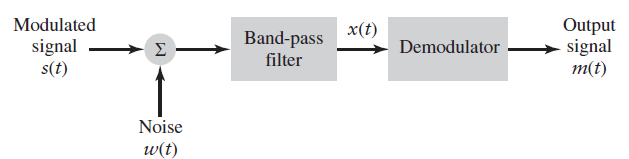 Modulated
signal
s(t)
Σ
Noise
w(t)
Band-pass
filter
x(t)
Demodulator
Output
signal
m(t)